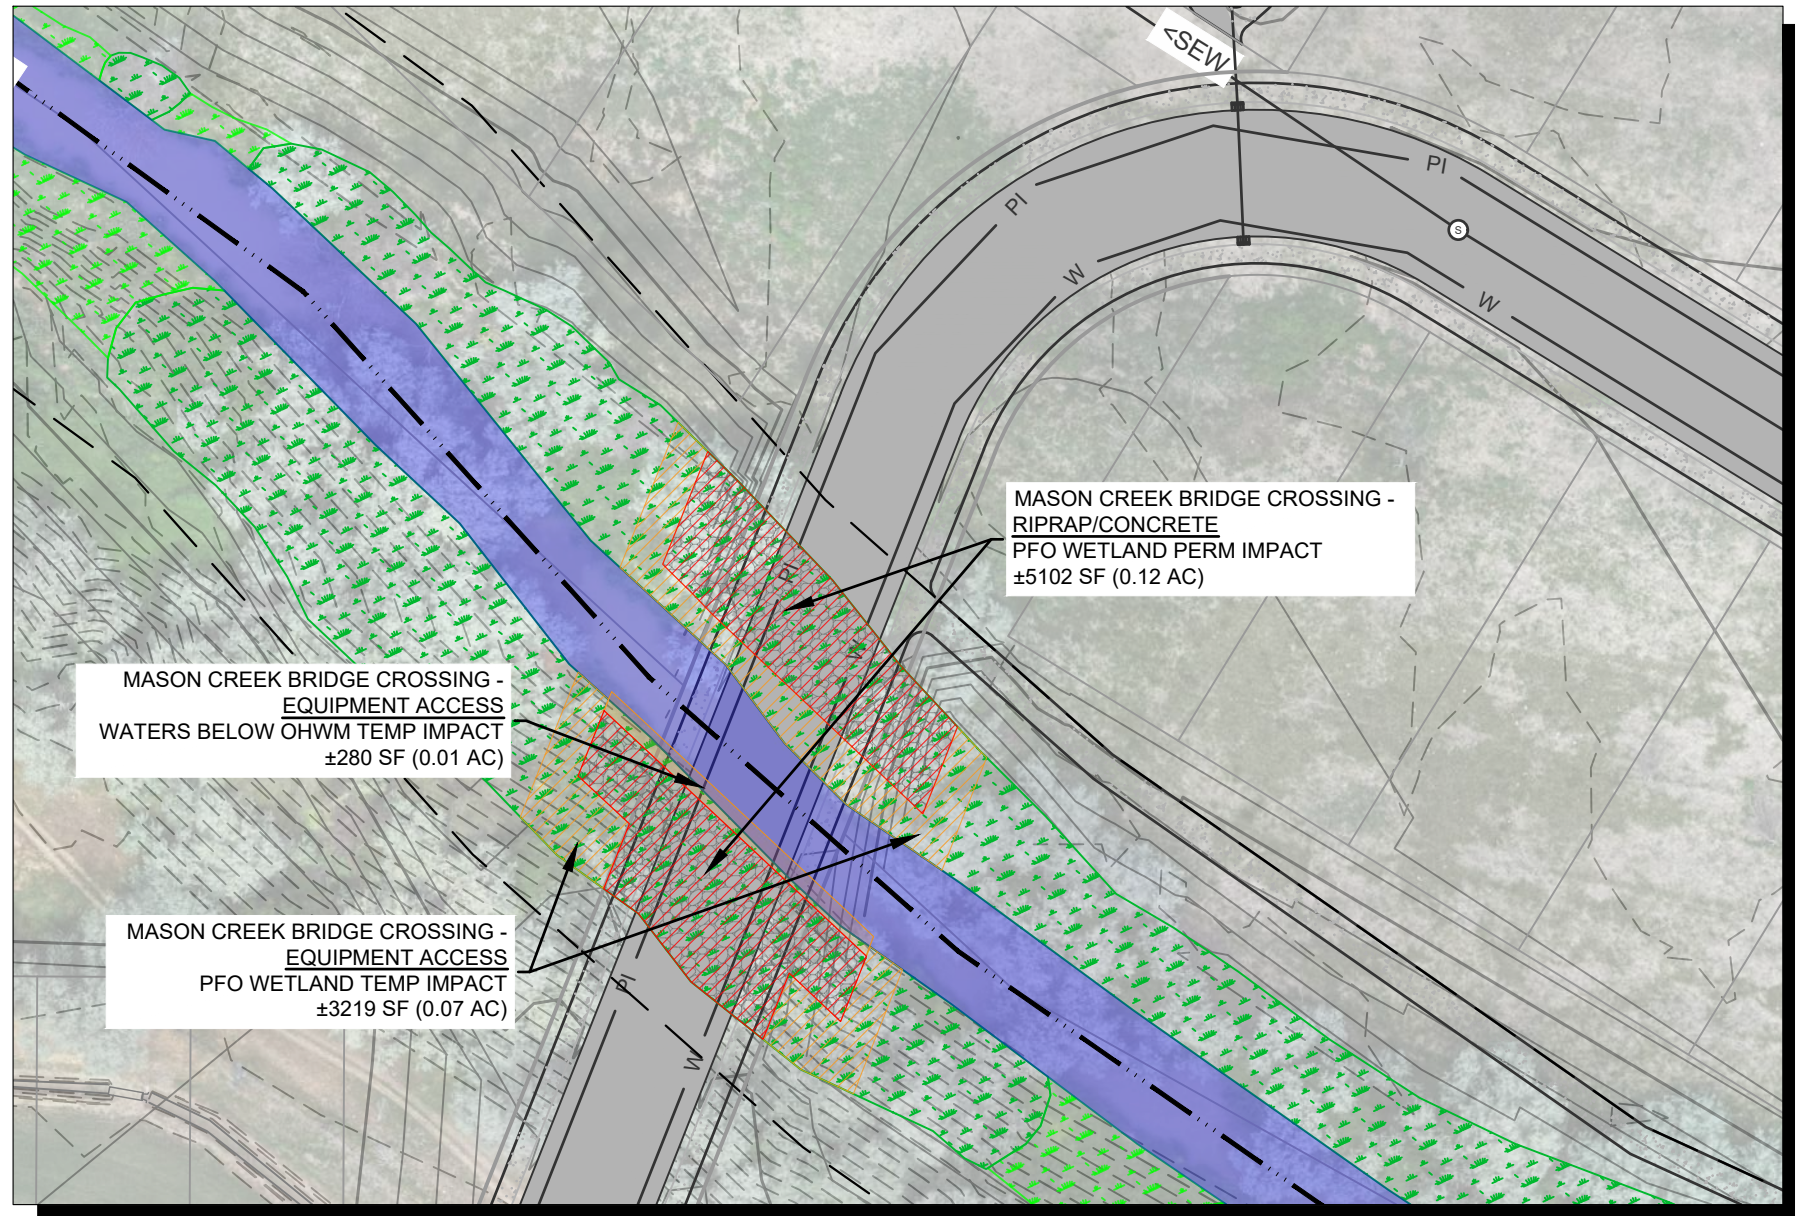 <SEW
PI
PI
S
W
W
MASON CREEK BRIDGE CROSSING -
RIPRAP/CONCRETE
PFO WETLAND PERM IMPACT
±5102 SF (0.12 AC)
PI
W
MASON CREEK BRIDGE CROSSING -
EQUIPMENT ACCESS
WATERS BELOW OHWM TEMP IMPACT
±280 SF (0.01 AC)
MASON CREEK BRIDGE CROSSING -
EQUIPMENT ACCESS
PFO WETLAND TEMP IMPACT
±3219 SF (0.07 AC)
PI
W